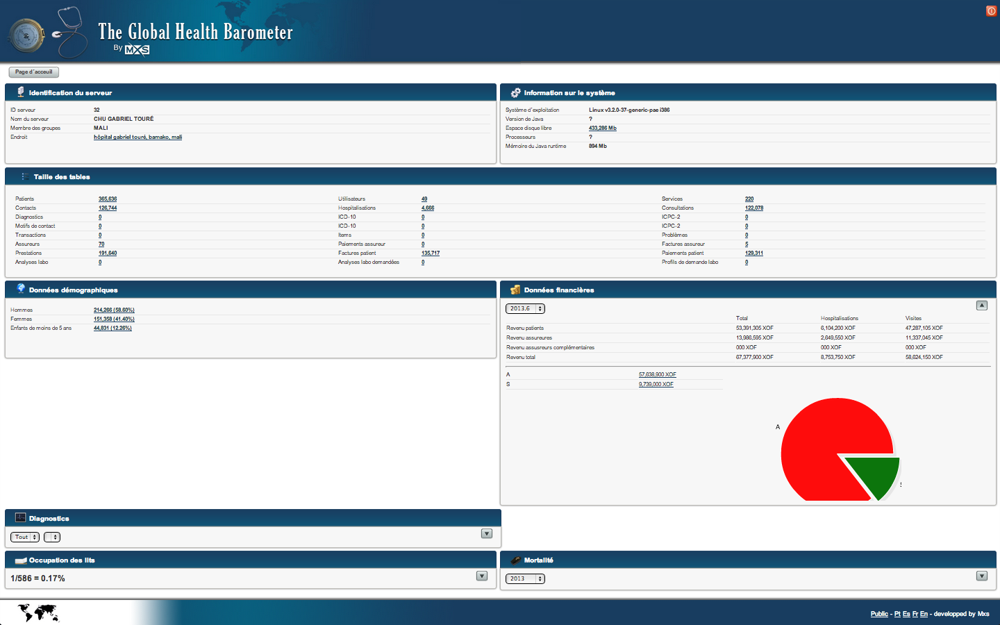 The Global Health Barometer
By MXS
Page d'acceuil
Identification du serveur
ID serveur 32
Nom du serveur CHU GABRIEL TOURÉ
Membre des groupes MALI
Endroit hôpital gabriel touré, bamako, mali
Information sur le système
Système d'exploitation Linux v3.2.0-37-generic-pae i386
Version de Java ?
Espace disque libre 433,286 Mb
Processeurs ?
Mémoire du Java runtime 894 Mb
Taille des tables
Patients 365,636 Utilisateurs 49 Services 220
Contacts 126,744 Hospitalisations 4,666 Consultations 122,078
Diagnostics 0 ICD-10 0 ICPC-2 0
Motifs de contact 0 ICD-10 0 ICPC-2 0
Transactions 0 Items 0 Problèmes 0
Assureurs 70 Paiements assureur 0 Factures assureur 5
Prestations 191,640 Factures patient 135,717 Paiements patient 129,311
Analyses labo 0 Analyses labo demandées 0 Profils de demande labo 0
Données démographiques
Hommes 214,266 (58.60%)
Femmes 151,358 (41.40%)
Enfants de moins de 5 ans 44,831 (12.26%)
Données financières
2013.6
Total Hospitalisations Visites
Revenu patients 53,391,305 XOF 6,104,200 XOF 47,287,105 XOF
Revenu assureures 13,986,595 XOF 2,649,550 XOF 11,337,045 XOF
Revenu assusreurs complémentaires 000 XOF 000 XOF 000 XOF
Revenu total 67,377,900 XOF 8,753,750 XOF 58,624,150 XOF
A 57,638,900 XOF
S 9,739,000 XOF
A
Diagnostics
Tout
Occupation des lits
1/586 = 0.17%
Mortalité
2013
Public - Pt Es Fr En - developped by Mxs